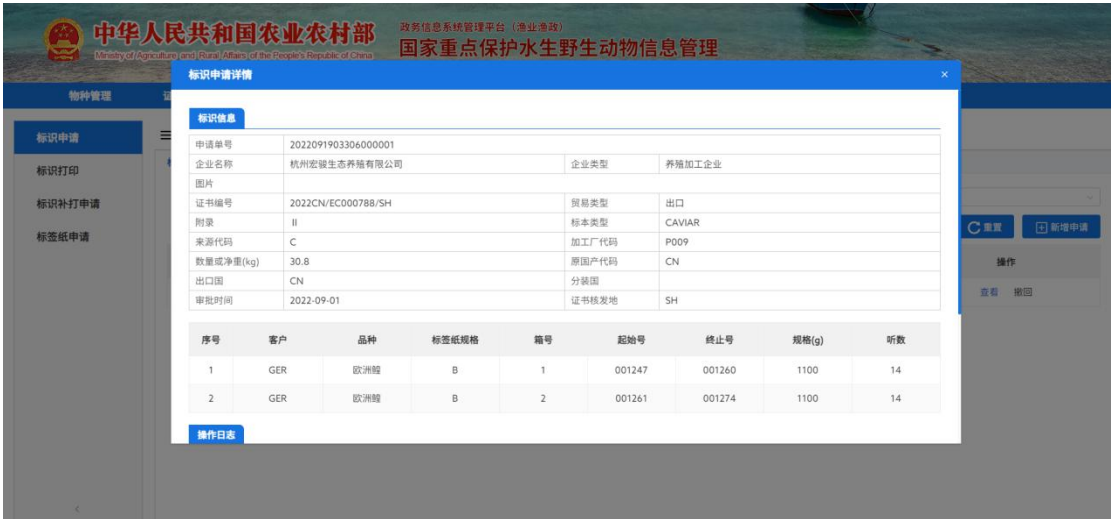 中华人民共和国农业农村部
Ministry of Agriculture and Rural Affairs of the People's Republic of China
政务信息系统管理平台（渔业渔政）
国家重点保护水生野生动物信息管理
标识申请详情 ×
物种管理 证
标识申请
标识打印
标识补打申请
标签纸申请
标识信息
申请单号 2022091903306000001
企业名称 杭州宏骏生态养殖有限公司 企业类型 养殖加工企业
图片
证书编号 2022CN/EC000788/SH 贸易类型 出口
附录 II 标本类型 CAVIAR
来源代码 C 加工厂代码 P009
数量或净重(kg) 30.8 原国产代码 CN
出口国 CN 分装国
审批时间 2022-09-01 证书核发地 SH
重置 新增申请
操作
查看 撤回
序号 客户 品种 标签纸规格 箱号 起始号 终止号 规格(g) 听数
1 GER 欧洲鳇 B 1 001247 001260 1100 14
2 GER 欧洲鳇 B 2 001261 001274 1100 14
操作日志